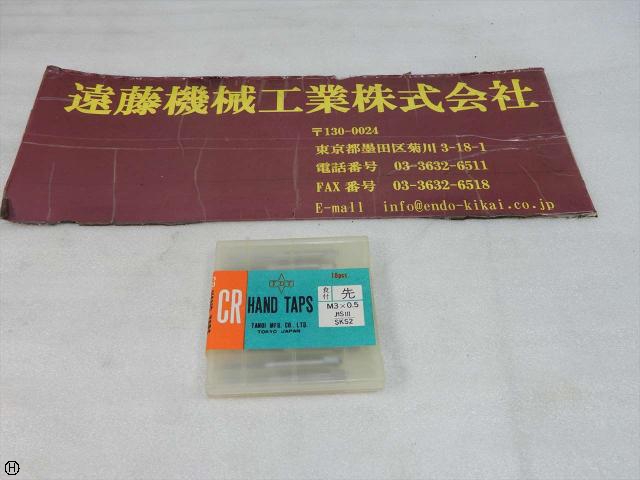 遠藤機械工業株式会社
〒130-0024
東京都墨田区菊川3-18-1
電話番号 03-3632-6511
FAX番号 03-3632-6518
E-mail info@endo-kikai.co.jp
10pcs.
CR HAND TAPS
TANOI MFG. CO., LTD.
TOKYO JAPAN
食付 先
M3×0.5
JIS III
SKS2
H